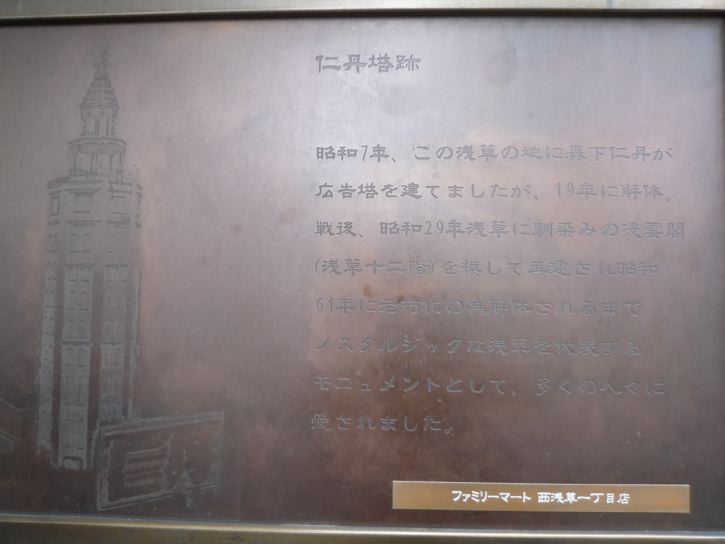 仁丹塔跡
昭和7年、この浅草の地に森下仁丹が
広告塔を建てましたが、19年に解体。
戦後、昭和29年浅草に馴染みの凌雲閣
(浅草十二階)を模して再建され昭和
61年に老朽化の為解体されるまで
ノスタルジックな浅草を代表する
モニュメントとして、多くの人々に
愛されました。
ファミリーマート 西浅草一丁目店